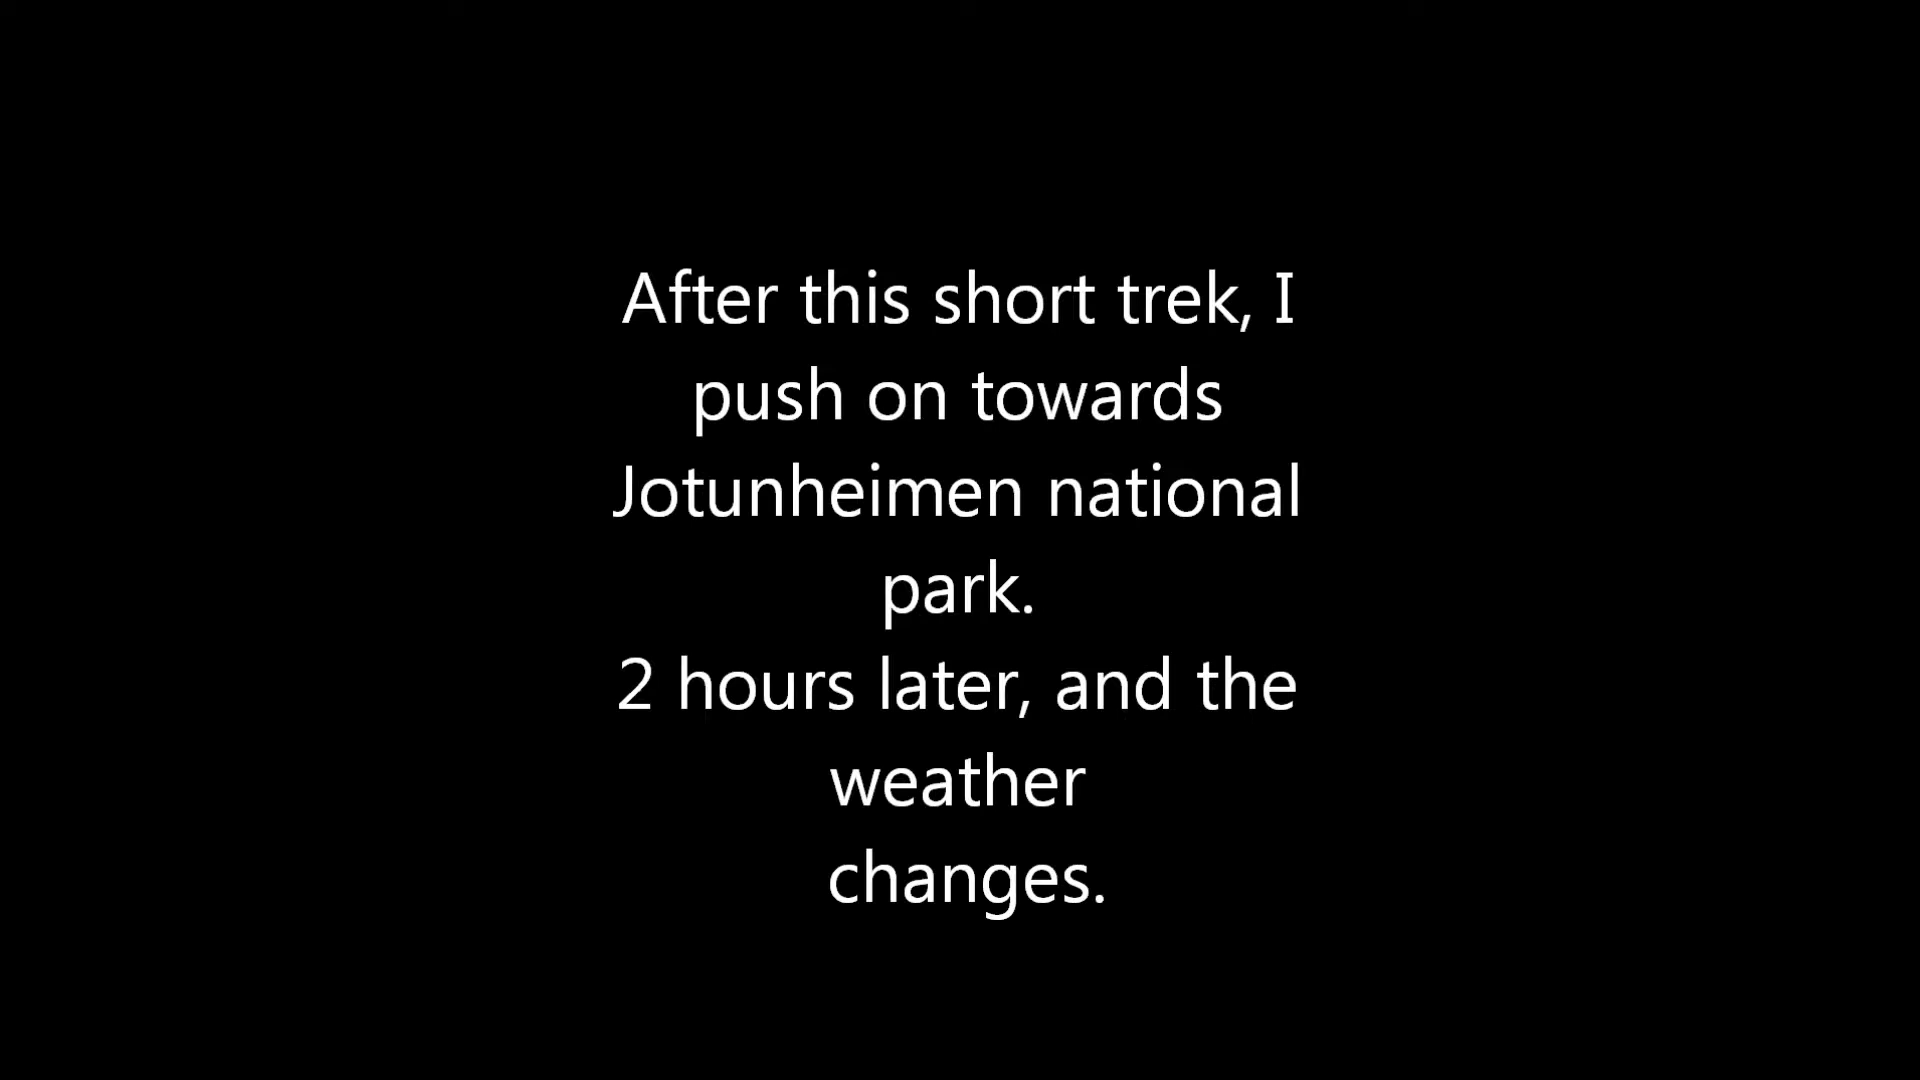 After this short trek, I
push on towards
Jotunheimen national
park.
2 hours later, and the
weather
changes.